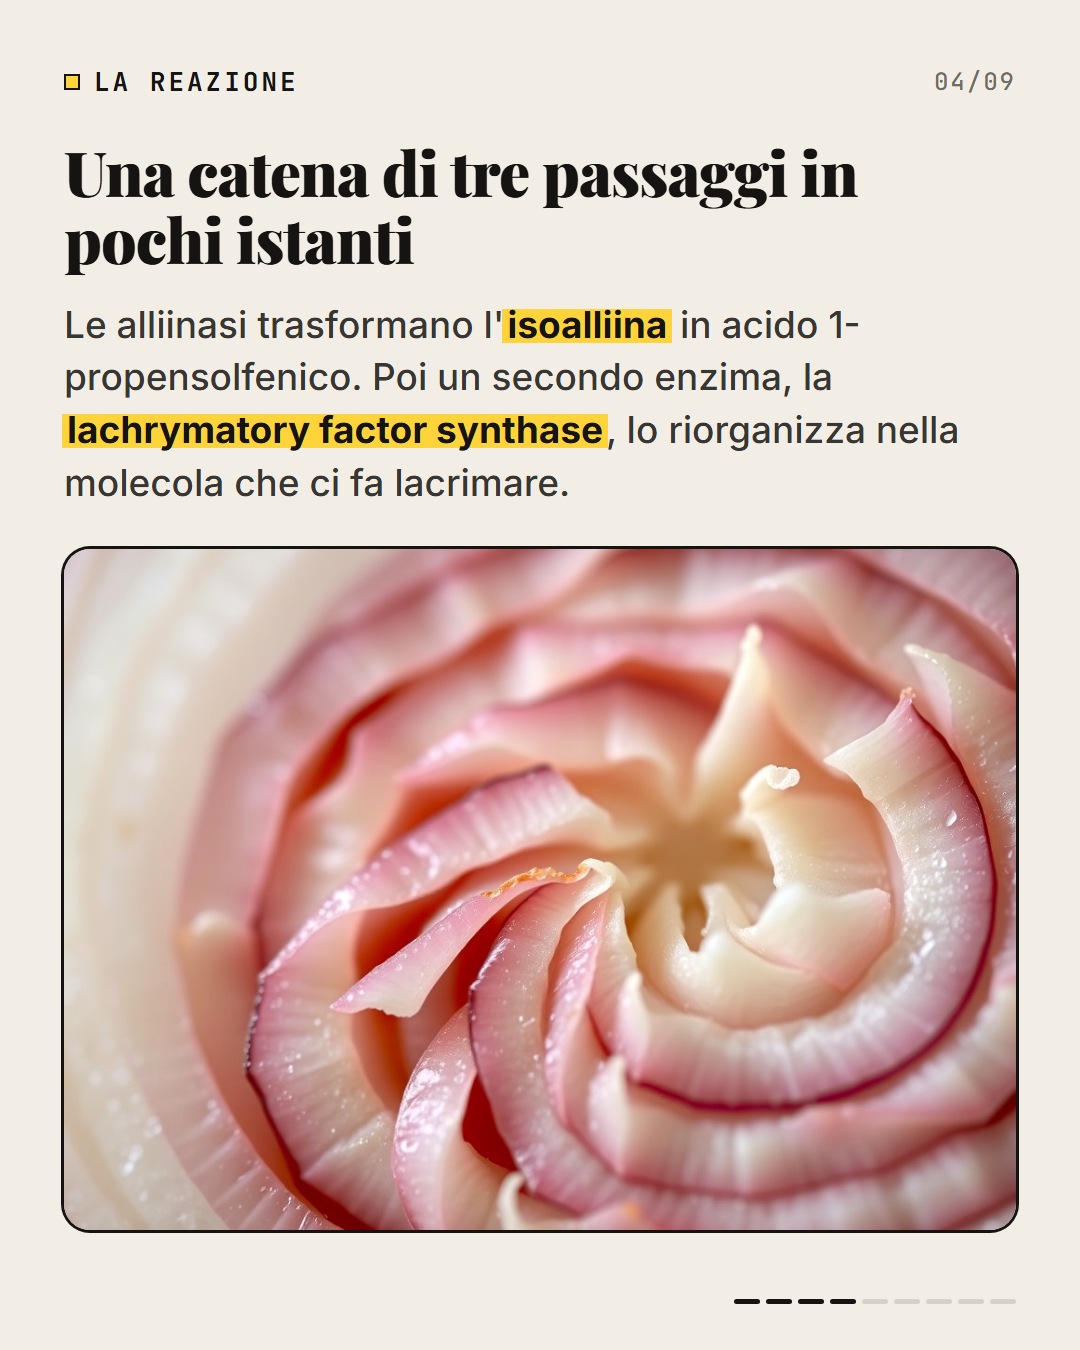 LA REAZIONE
04/09
Una catena di tre passaggi in
pochi istanti
Le alliinasi trasformano l'isoalliina in acido 1-
propensolfenico. Poi un secondo enzima, la
lachrymatory factor synthase, lo riorganizza nella
molecola che ci fa lacrimare.